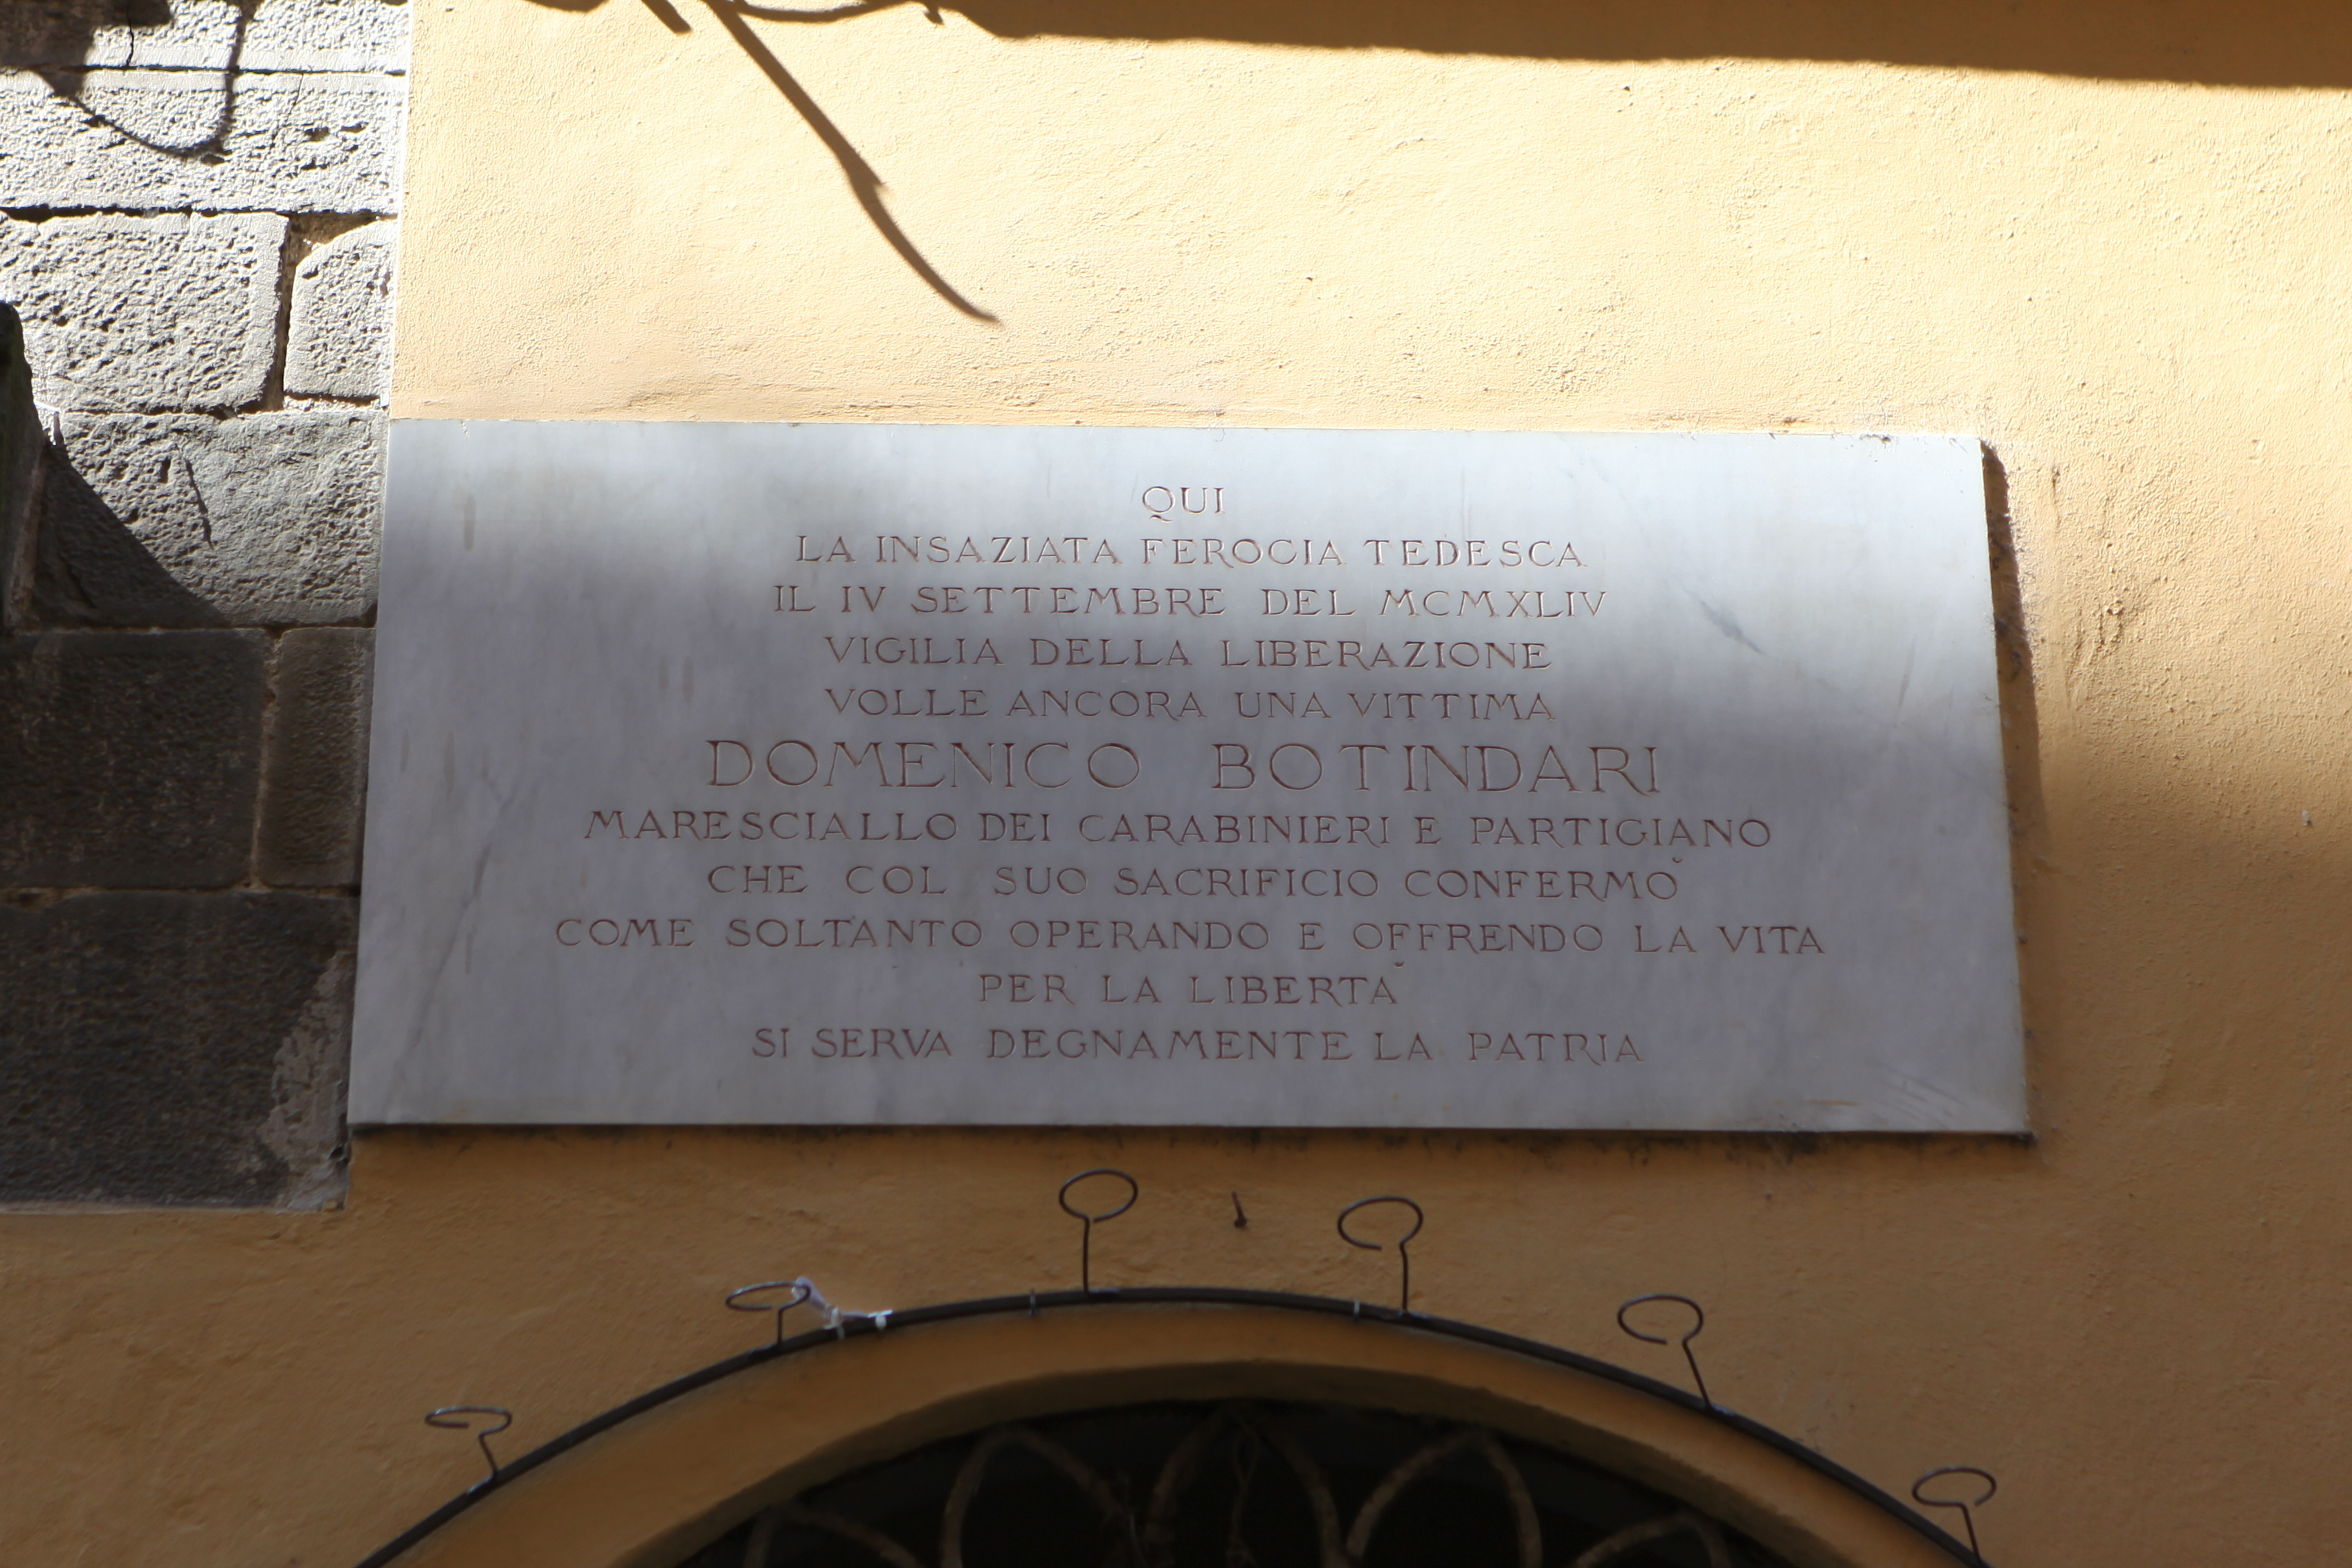 QUI
LA INSAZIATA FEROCIA TEDESCA
IL IV SETTEMBRE DEL MCMXLIV
VIGILIA DELLA LIBERAZIONE
VOLLE ANCORA UNA VITTIMA
DOMENICO BOTINDARI
MARESCIALLO DEI CARABINIERI E PARTIGIANO
CHE COL SUO SACRIFICIO CONFERMÒ
COME SOLTANTO OPERANDO E OFFRENDO LA VITA
PER LA LIBERTÀ
SI SERVA DEGNAMENTE LA PATRIA